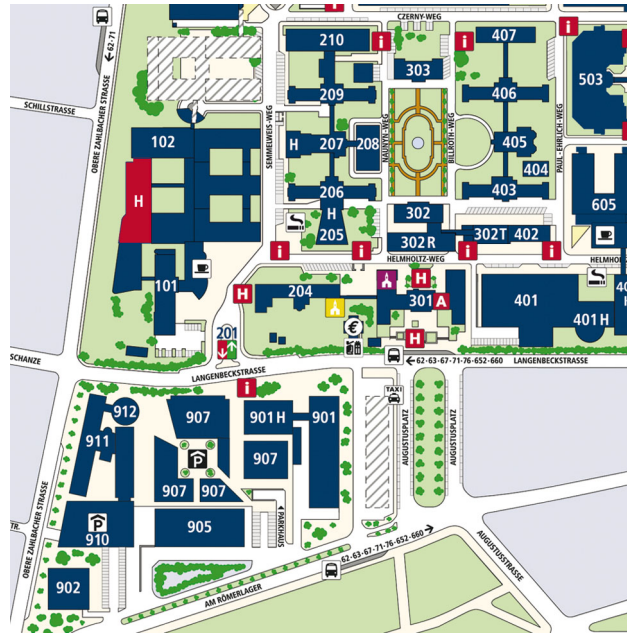 CZERNY-WEG
210
i
303
407
i
503
i
←62-71
SCHILLSTRASSE
OBERE ZAHLBACHER STRASSE
209
406
102
SEMMELWEIS-WEG
H
207
208
NAUNYN-WEG
BILLROTH-WEG
405
404
PAUL-EHRLICH-WEG
H
206
403
605
H
205
302
302 R
302T
402
i
i
i
i
HELMHOLTZ-WEG
HELMHO
101
H
204
H
301
A
401
401 H
H
201
€
H
SCHANZE
LANGENBECKSTRASSE
←62-63-67-71-76-652-660
LANGENBECKSTRASSE
i
TAXI
912
911
907
901 H
901
907
P
907
907
AUGUSTUSPLATZ
AUGUSTUSPLATZ
P
910
905
PARKHAUS
TR.
OBERE ZAHLBACHER STRASSE
902
62-63-67-71-76-652-660→
AUGUSTUSSTRASSE
AM RÖMERLAGER